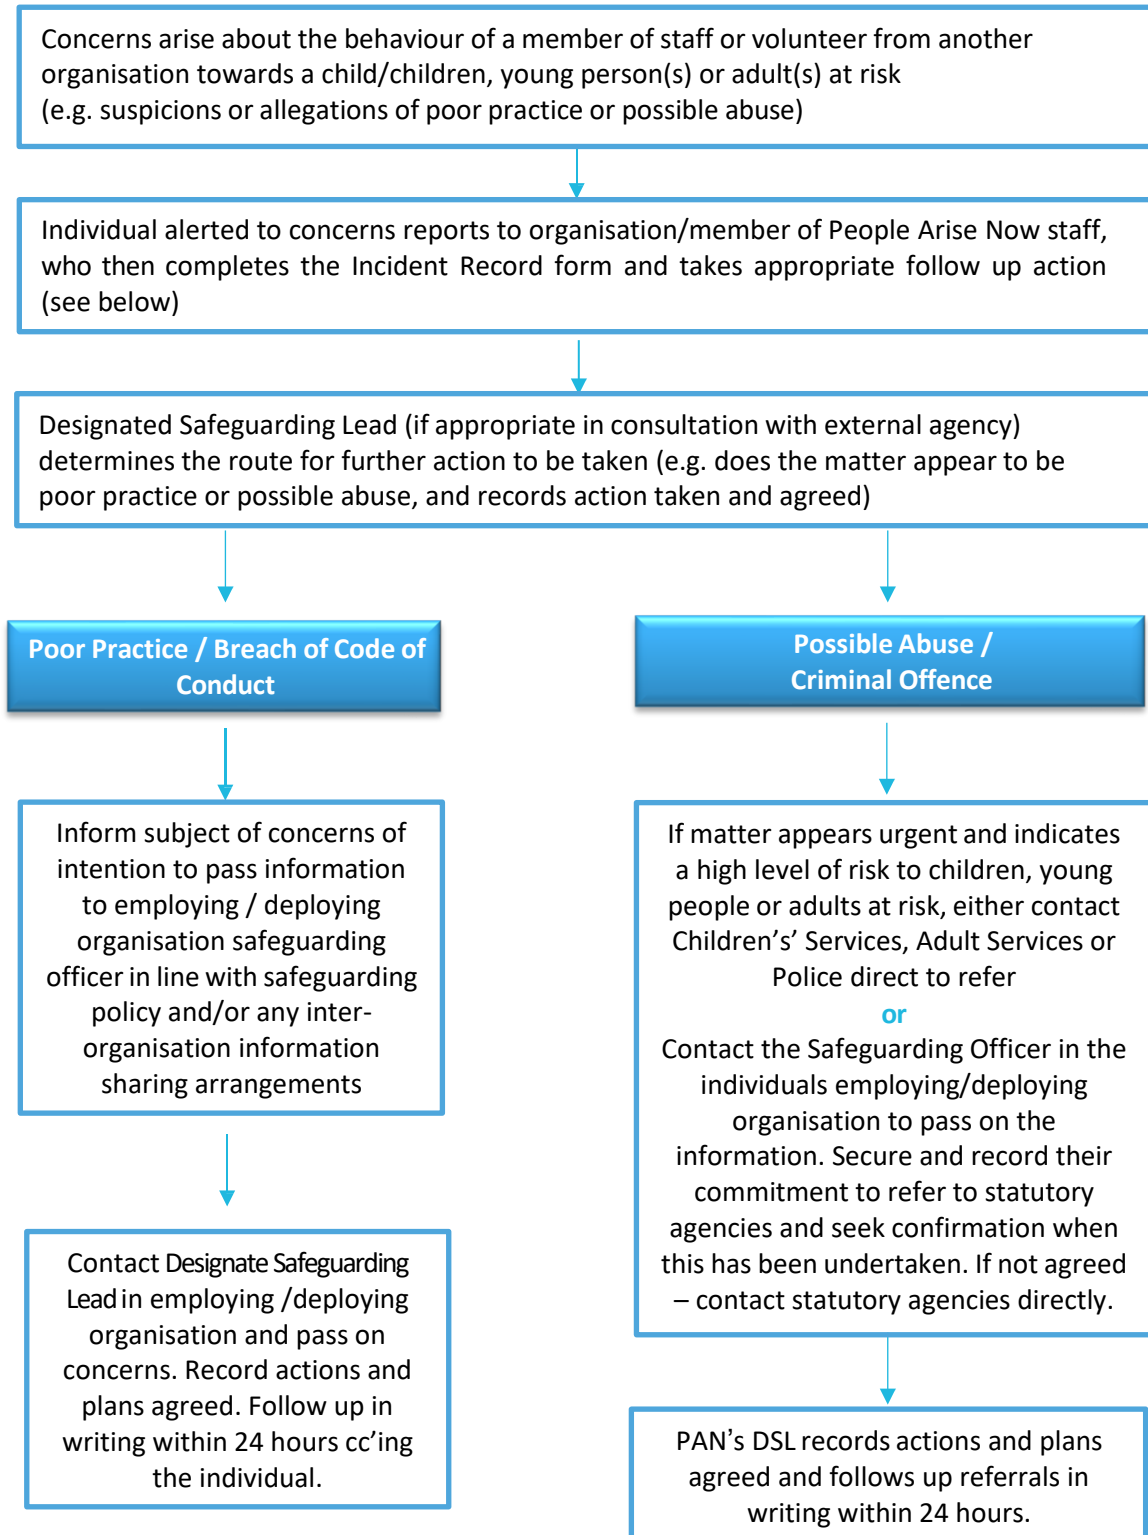 Concerns arise about the behaviour of a member of staff or volunteer from another
organisation towards a child/children, young person(s) or adult(s) at risk
(e.g. suspicions or allegations of poor practice or possible abuse)
Individual alerted to concerns reports to organisation/member of People Arise Now staff,
who then completes the Incident Record form and takes appropriate follow up action
(see below)
Designated Safeguarding Lead (if appropriate in consultation with external agency)
determines the route for further action to be taken (e.g. does the matter appear to be
poor practice or possible abuse, and records action taken and agreed)
Poor Practice / Breach of Code of
Conduct
Inform subject of concerns of
intention to pass information
to employing / deploying
organisation safeguarding
officer in line with safeguarding
policy and/or any inter-
organisation information
sharing arrangements
Contact Designate Safeguarding
Lead in employing /deploying
organisation and pass on
concerns. Record actions and
plans agreed. Follow up in
writing within 24 hours cc’ing
the individual.
Possible Abuse /
Criminal Offence
If matter appears urgent and indicates
a high level of risk to children, young
people or adults at risk, either contact
Children’s’ Services, Adult Services or
Police direct to refer
or
Contact the Safeguarding Officer in the
individuals employing/deploying
organisation to pass on the
information. Secure and record their
commitment to refer to statutory
agencies and seek confirmation when
this has been undertaken. If not agreed
– contact statutory agencies directly.
PAN’s DSL records actions and plans
agreed and follows up referrals in
writing within 24 hours.